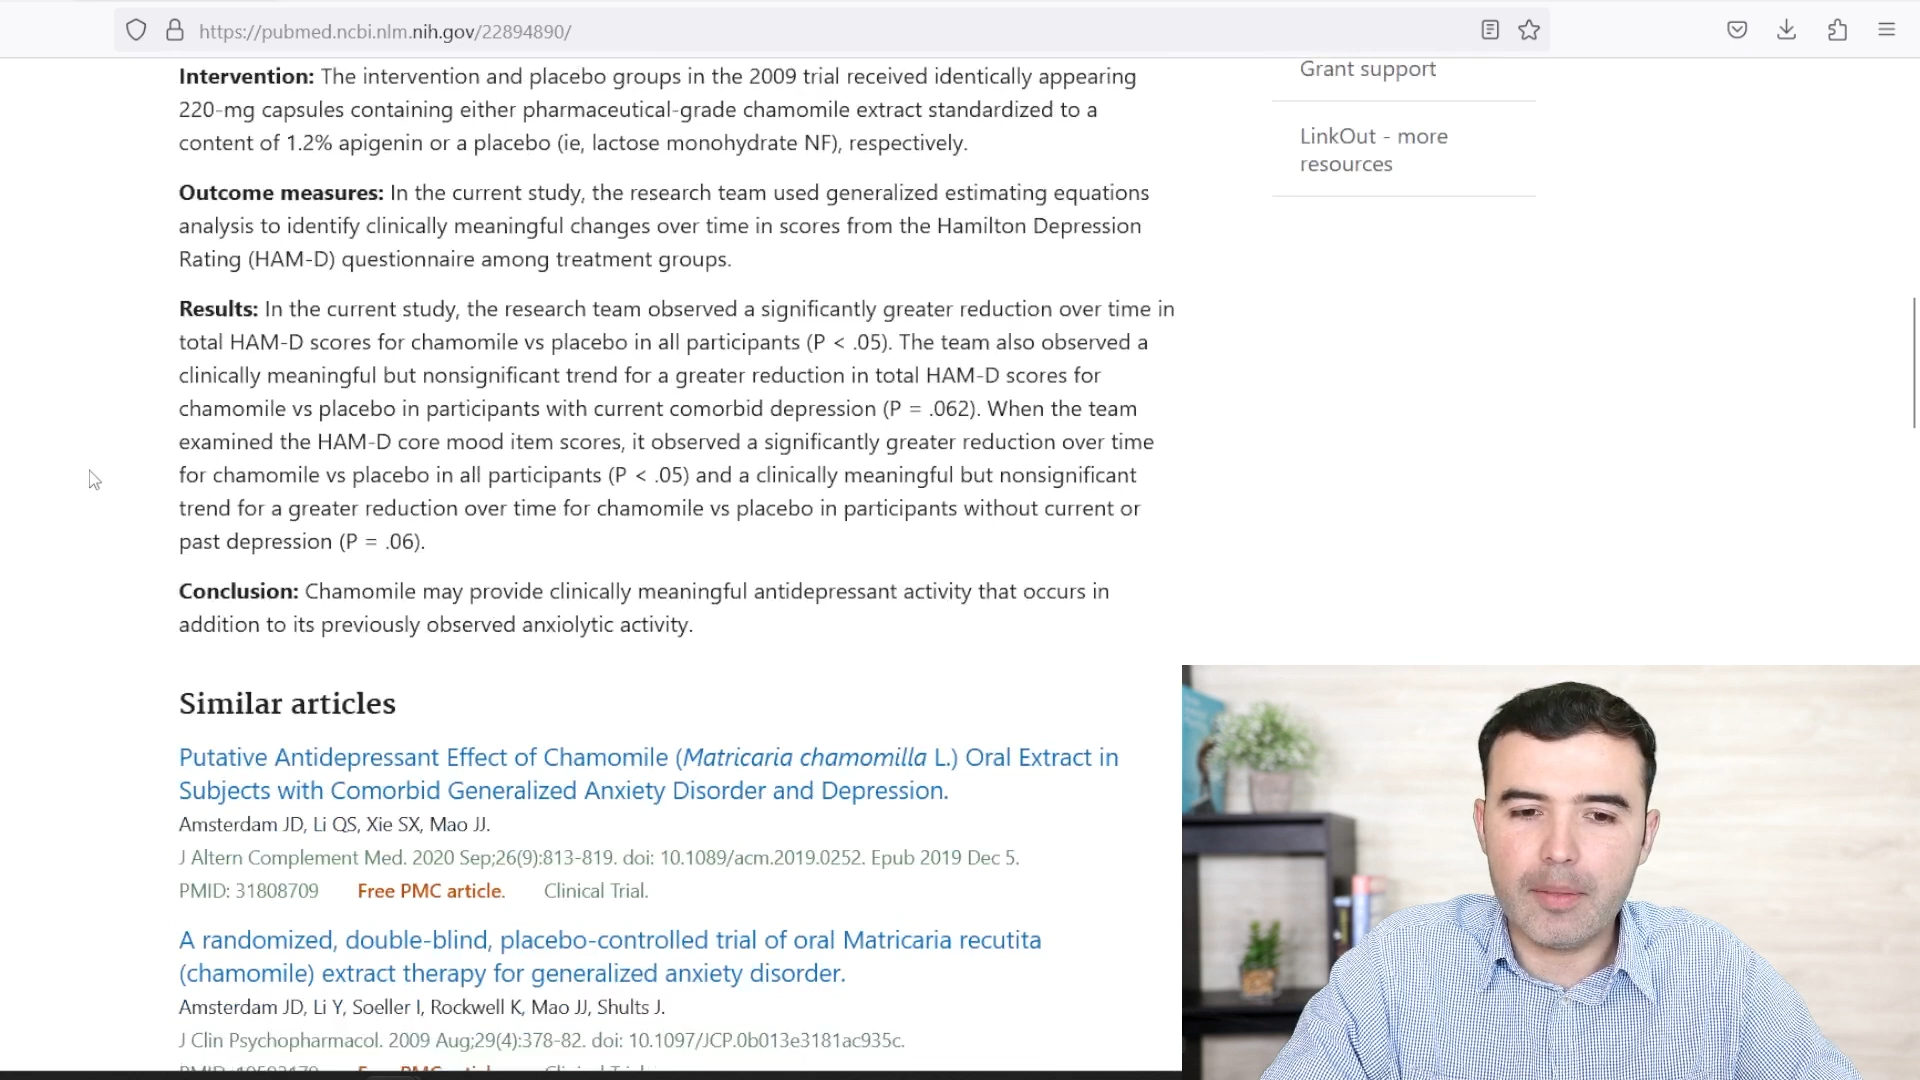 https://pubmed.ncbi.nlm.nih.gov/22894890/
Intervention: The intervention and placebo groups in the 2009 trial received identically appearing
220-mg capsules containing either pharmaceutical-grade chamomile extract standardized to a
content of 1.2% apigenin or a placebo (ie, lactose monohydrate NF), respectively.
Outcome measures: In the current study, the research team used generalized estimating equations
analysis to identify clinically meaningful changes over time in scores from the Hamilton Depression
Rating (HAM-D) questionnaire among treatment groups.
Results: In the current study, the research team observed a significantly greater reduction over time in
total HAM-D scores for chamomile vs placebo in all participants (P < .05). The team also observed a
clinically meaningful but nonsignificant trend for a greater reduction in total HAM-D scores for
chamomile vs placebo in participants with current comorbid depression (P = .062). When the team
examined the HAM-D core mood item scores, it observed a significantly greater reduction over time
for chamomile vs placebo in all participants (P < .05) and a clinically meaningful but nonsignificant
trend for a greater reduction over time for chamomile vs placebo in participants without current or
past depression (P = .06).
Conclusion: Chamomile may provide clinically meaningful antidepressant activity that occurs in
addition to its previously observed anxiolytic activity.
Similar articles
Putative Antidepressant Effect of Chamomile (Matricaria chamomilla L.) Oral Extract in
Subjects with Comorbid Generalized Anxiety Disorder and Depression.
Amsterdam JD, Li QS, Xie SX, Mao JJ.
J Altern Complement Med. 2020 Sep;26(9):813-819. doi: 10.1089/acm.2019.0252. Epub 2019 Dec 5.
PMID: 31808709 Free PMC article. Clinical Trial.
A randomized, double-blind, placebo-controlled trial of oral Matricaria recutita
(chamomile) extract therapy for generalized anxiety disorder.
Amsterdam JD, Li Y, Soeller I, Rockwell K, Mao JJ, Shults J.
J Clin Psychopharmacol. 2009 Aug;29(4):378-82. doi: 10.1097/JCP.0b013e3181ac935c.
Grant support
LinkOut - more
resources